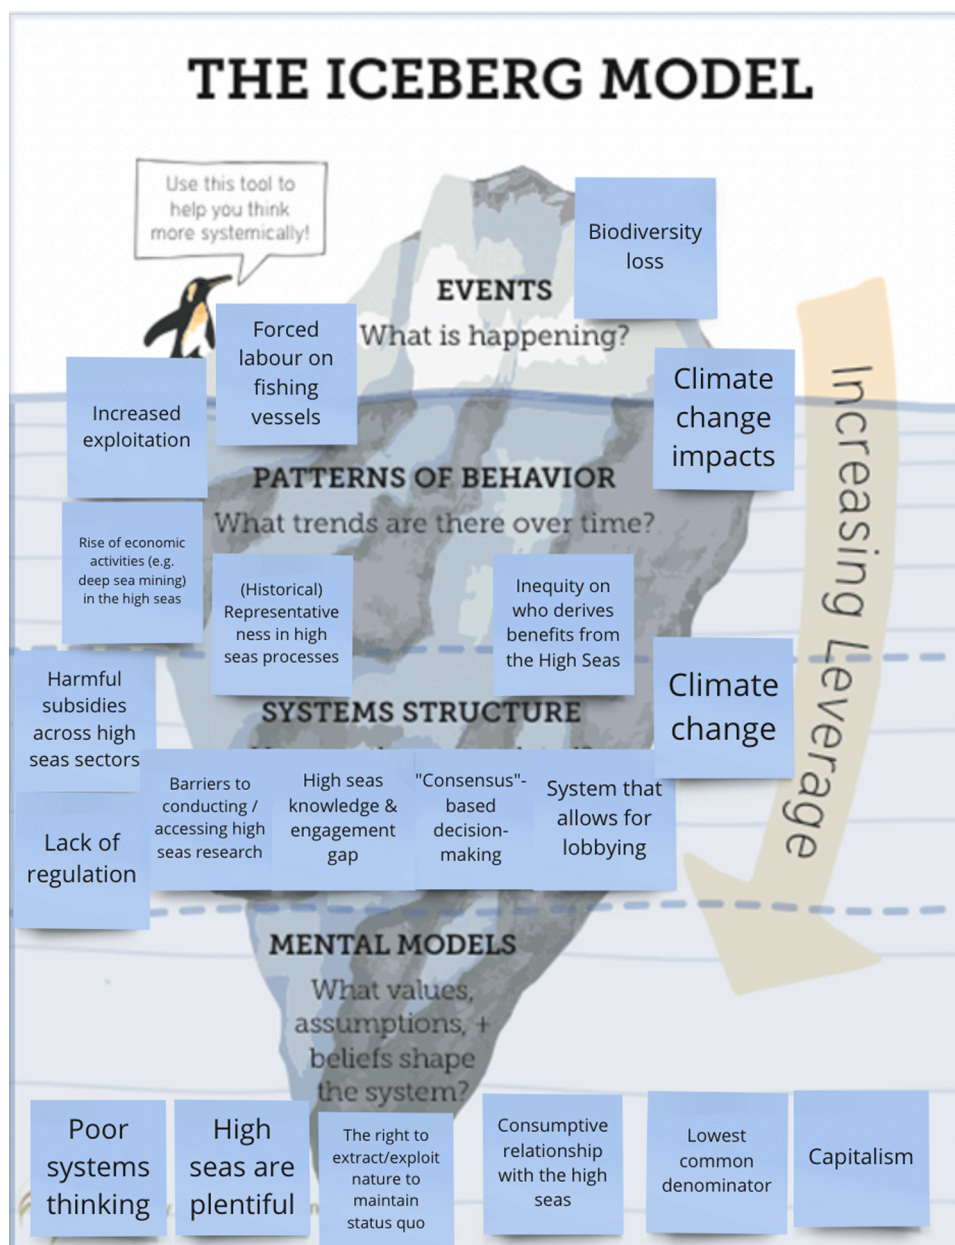 THE ICEBERG MODEL
Use this tool to
help you think
more systemically!
Biodiversity
loss
EVENTS
What is happening?
Forced
labour on
fishing
vessels
Increased
exploitation
Climate
change
impacts
Increasing Leverage
PATTERNS OF BEHAVIOR
What trends are there over time?
Rise of economic
activities (e.g.
deep sea mining)
in the high seas
(Historical)
Representative
ness in high
seas processes
Inequity on
who derives
benefits from
the High Seas
Climate
change
Harmful
subsidies
across high
seas sectors
SYSTEMS STRUCTURE
Lack of
regulation
Barriers to
conducting /
accessing high
seas research
High seas
knowledge &
engagement
gap
"Consensus"-
based
decision-
making
System that
allows for
lobbying
MENTAL MODELS
What values,
assumptions, +
beliefs shape
the system?
Poor
systems
thinking
High
seas are
plentiful
The right to
extract/exploit
nature to
maintain
status quo
Consumptive
relationship
with the high
seas
Lowest
common
denominator
Capitalism